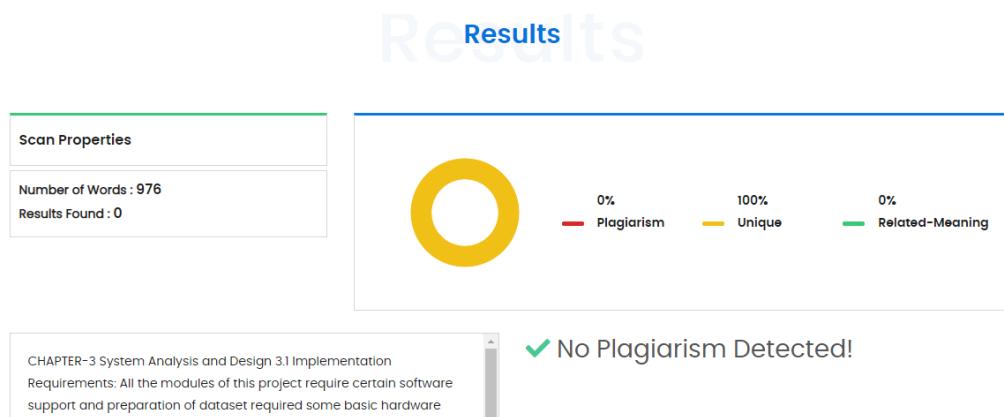 Results
Results
Scan Properties
Number of Words : 976
Results Found : 0
0%
Plagiarism
100%
Unique
0%
Related-Meaning
CHAPTER-3 System Analysis and Design 3.1 Implementation
Requirements: All the modules of this project require certain software
support and preparation of dataset required some basic hardware
No Plagiarism Detected!